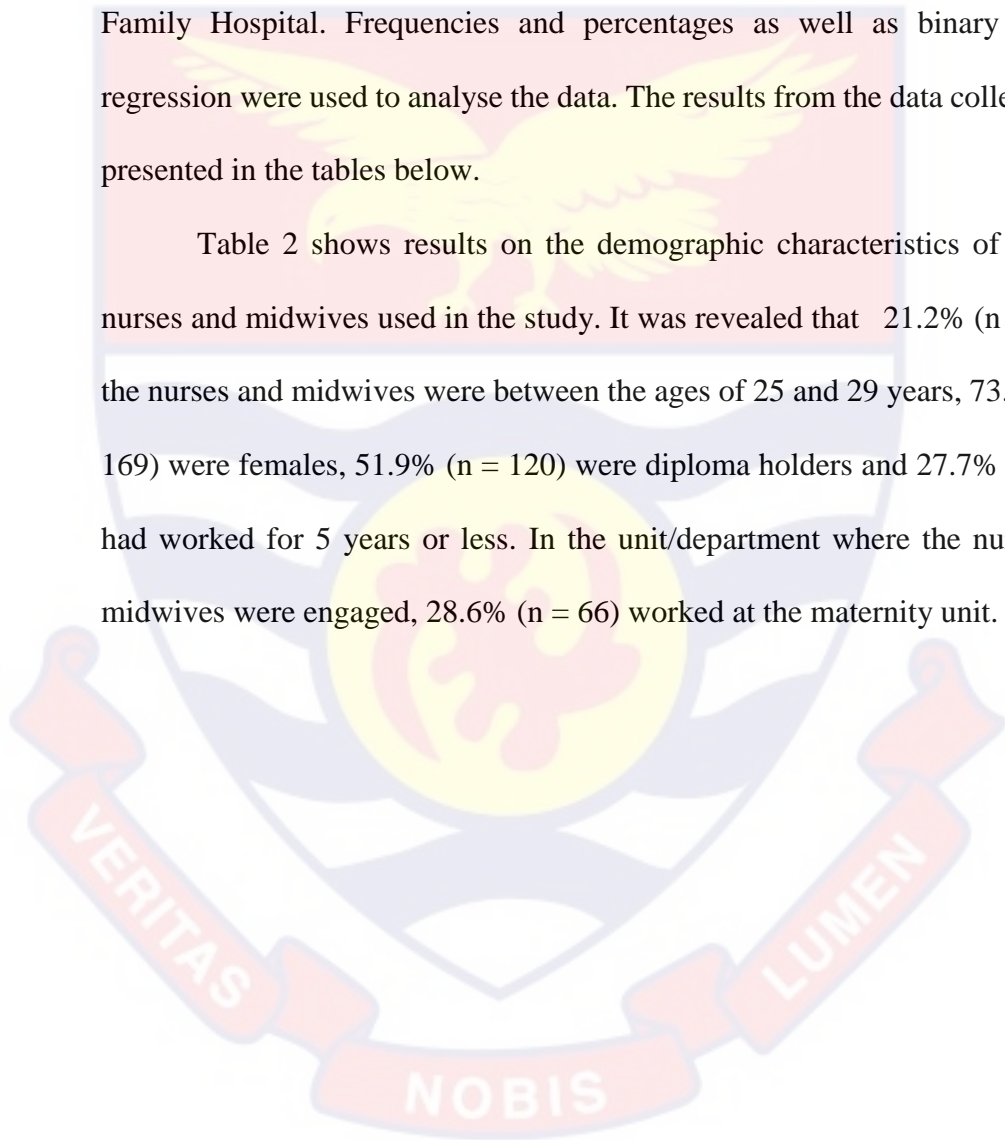 Family Hospital. Frequencies and percentages as well as binary
regression were used to analyse the data. The results from the data colle
presented in the tables below.
Table 2 shows results on the demographic characteristics of
nurses and midwives used in the study. It was revealed that 21.2% (n
the nurses and midwives were between the ages of 25 and 29 years, 73.
169) were females, 51.9% (n = 120) were diploma holders and 27.7%
had worked for 5 years or less. In the unit/department where the nu
midwives were engaged, 28.6% (n = 66) worked at the maternity unit.
VERITAS
NOBIS
LUMEN